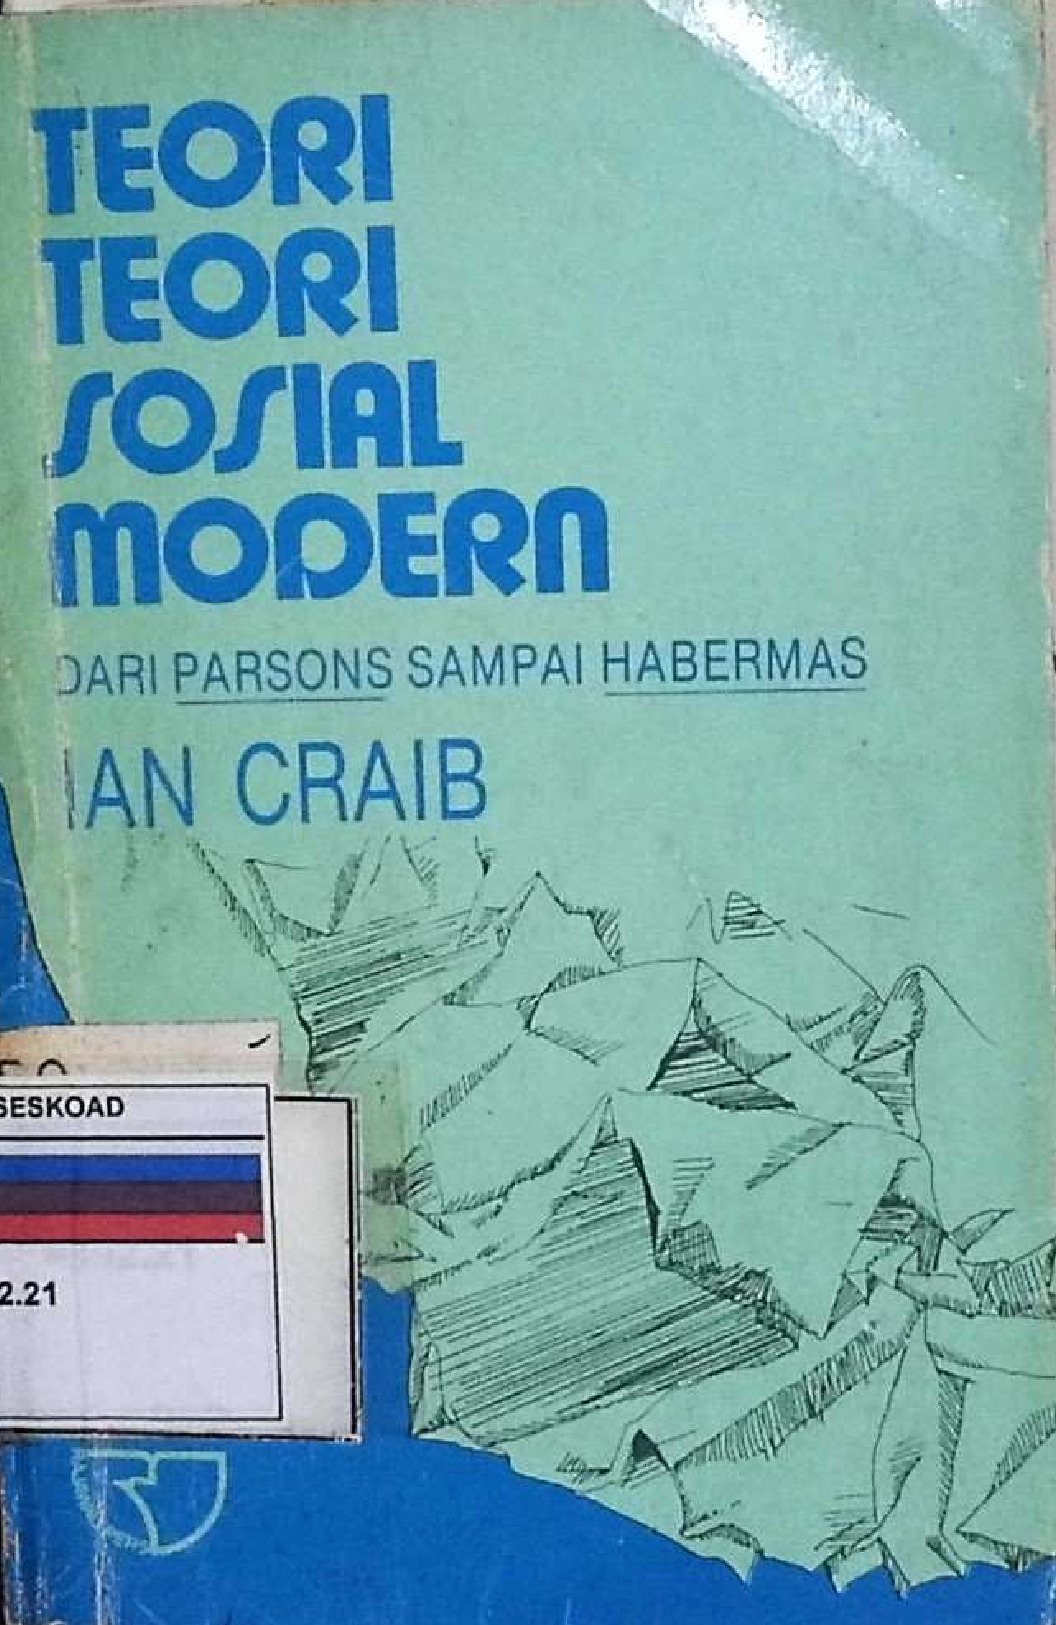 TEORI
TEORI
SOSIAL
MODERN
DARI PARSONS SAMPAI HABERMAS
IAN CRAIB
SESKOAD
2.21